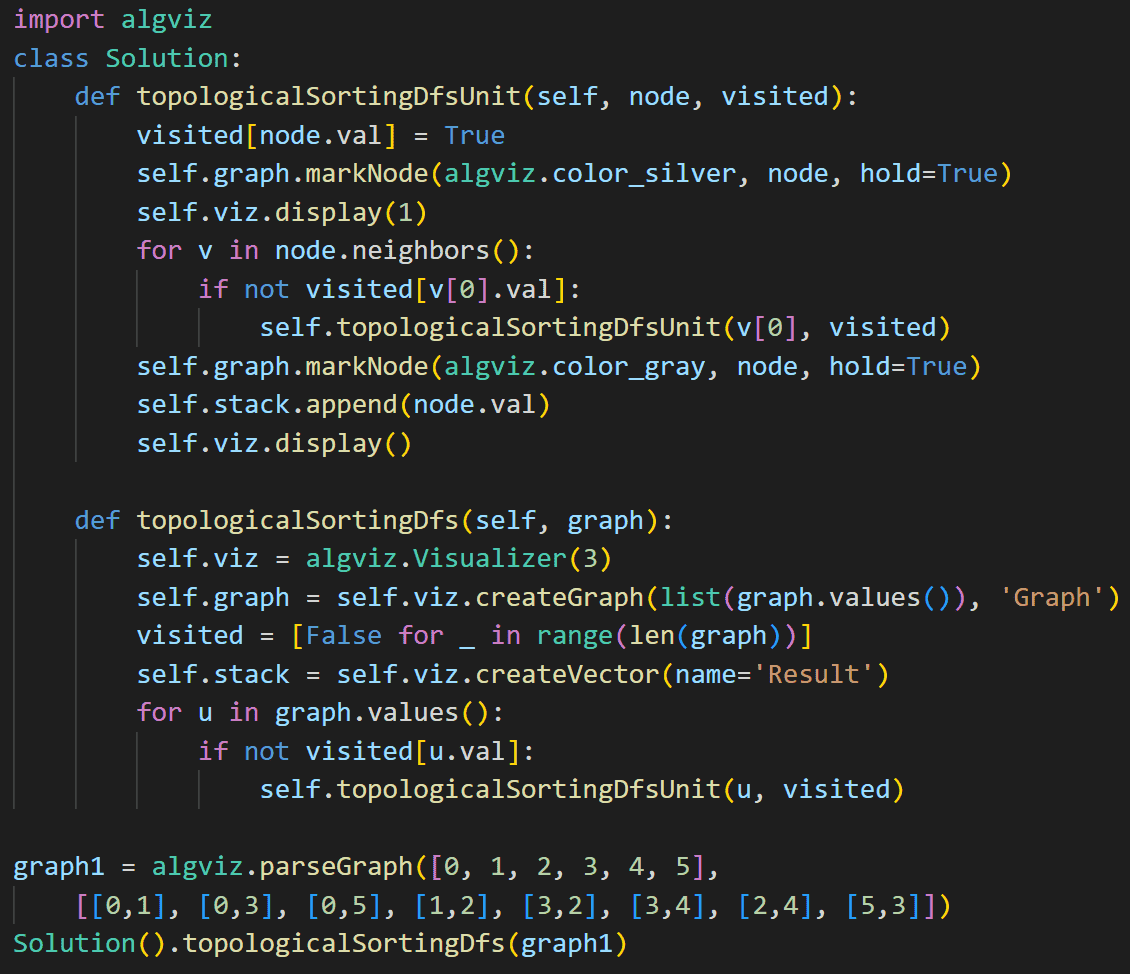 import algviz
class Solution:
    def topologicalSortingDfsUnit(self, node, visited):
        visited[node.val] = True
        self.graph.markNode(algviz.color_silver, node, hold=True)
        self.viz.display(1)
        for v in node.neighbors():
            if not visited[v[0].val]:
                self.topologicalSortingDfsUnit(v[0], visited)
        self.graph.markNode(algviz.color_gray, node, hold=True)
        self.stack.append(node.val)
        self.viz.display()

    def topologicalSortingDfs(self, graph):
        self.viz = algviz.Visualizer(3)
        self.graph = self.viz.createGraph(list(graph.values()), 'Graph')
        visited = [False for _ in range(len(graph))]
        self.stack = self.viz.createVector(name='Result')
        for u in graph.values():
            if not visited[u.val]:
                self.topologicalSortingDfsUnit(u, visited)

graph1 = algviz.parseGraph([0, 1, 2, 3, 4, 5],
    [[0,1], [0,3], [0,5], [1,2], [3,2], [3,4], [2,4], [5,3]])
Solution().topologicalSortingDfs(graph1)